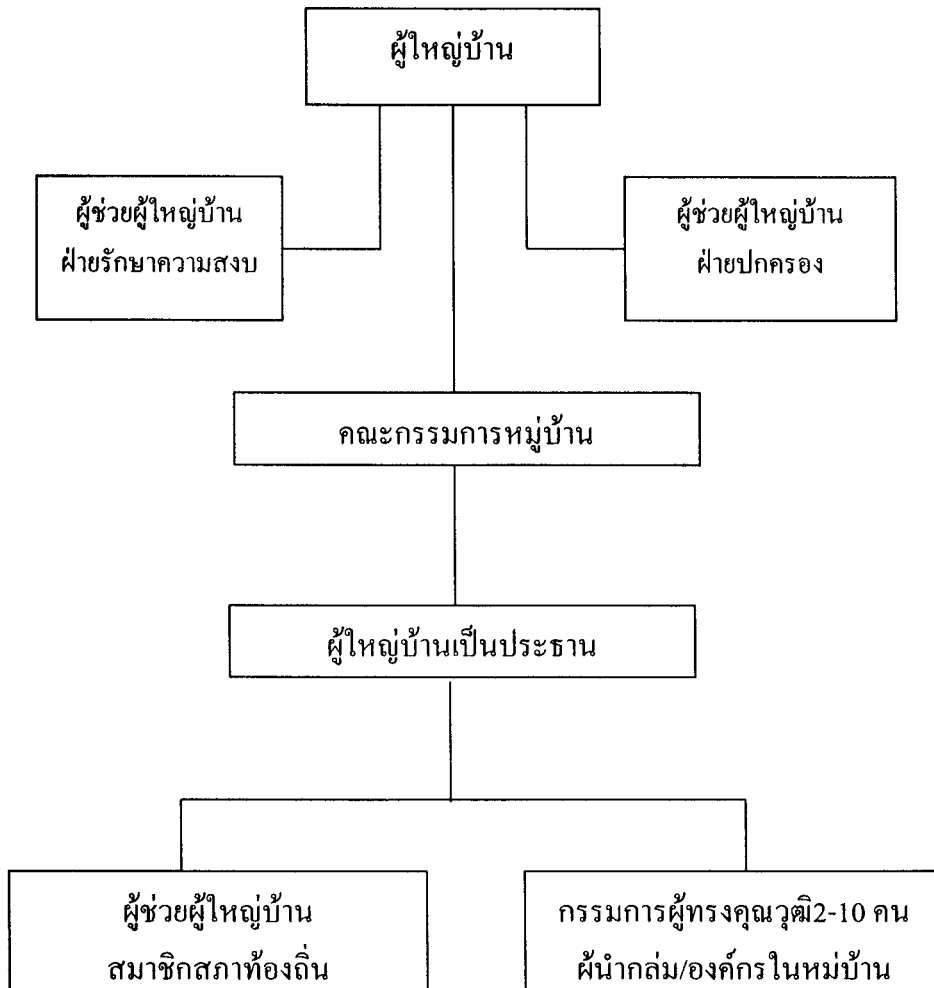 ผู้ใหญ่บ้าน
ผู้ช่วยผู้ใหญ่บ้าน
ฝ่ายรักษาความสงบ
ผู้ช่วยผู้ใหญ่บ้าน
ฝ่ายปกครอง
คณะกรรมการหมู่บ้าน
ผู้ใหญ่บ้านเป็นประธาน
ผู้ช่วยผู้ใหญ่บ้าน
สมาชิกสภาท้องถิ่น
กรรมการผู้ทรงคุณวุฒิ2-10 คน
ผู้นำกลุ่ม/องค์กรในหมู่บ้าน